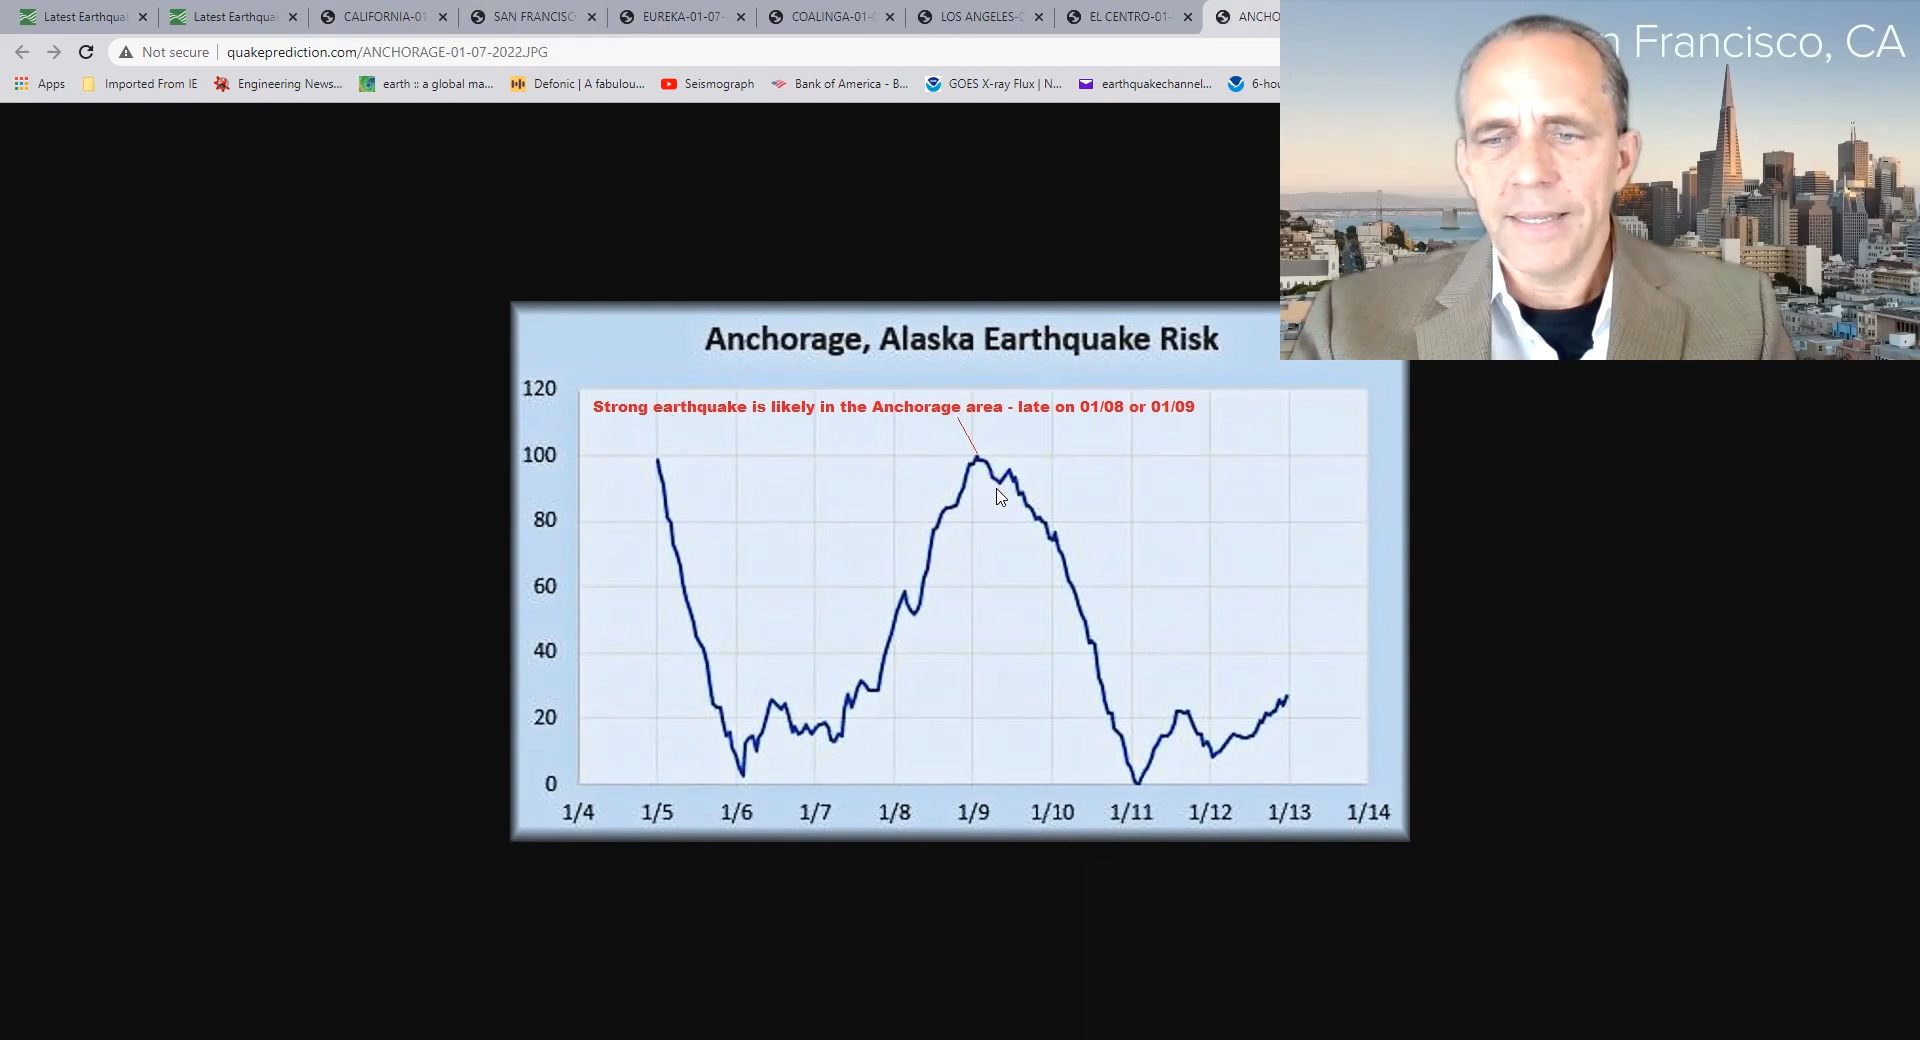 Latest Earthqua
Latest Earthqua
CALIFORNIA-01
SAN FRANCISC
EUREKA-01-07-
COALINGA-01-
LOS ANGELES-
EL CENTRO-01-
ANCHO
Not secure
quakeprediction.com/ANCHORAGE-01-07-2022.JPG
Apps
Imported From IE
Engineering News...
earth :: a global ma...
Defonic | A fabulou...
Seismograph
Bank of America - B...
GOES X-ray Flux | N...
earthquakechannel...
6-hou
n Francisco, CA
Anchorage, Alaska Earthquake Risk
Strong earthquake is likely in the Anchorage area - late on 01/08 or 01/09
120
100
80
60
40
20
0
1/4 1/5 1/6 1/7 1/8 1/9 1/10 1/11 1/12 1/13 1/14